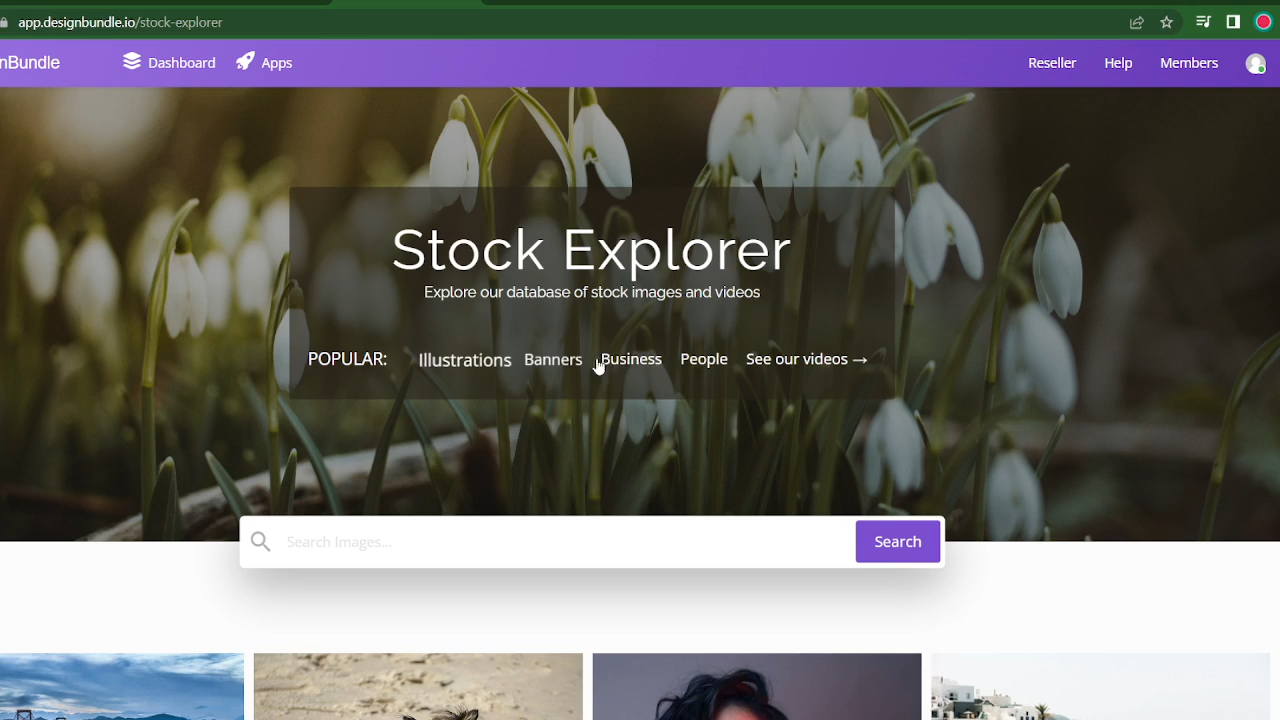 app.designbundle.io/stock-explorer
nBundle Dashboard Apps Reseller Help Members
Stock Explorer
Explore our database of stock images and videos
POPULAR: Illustrations Banners Business People See our videos →
Search Images... Search